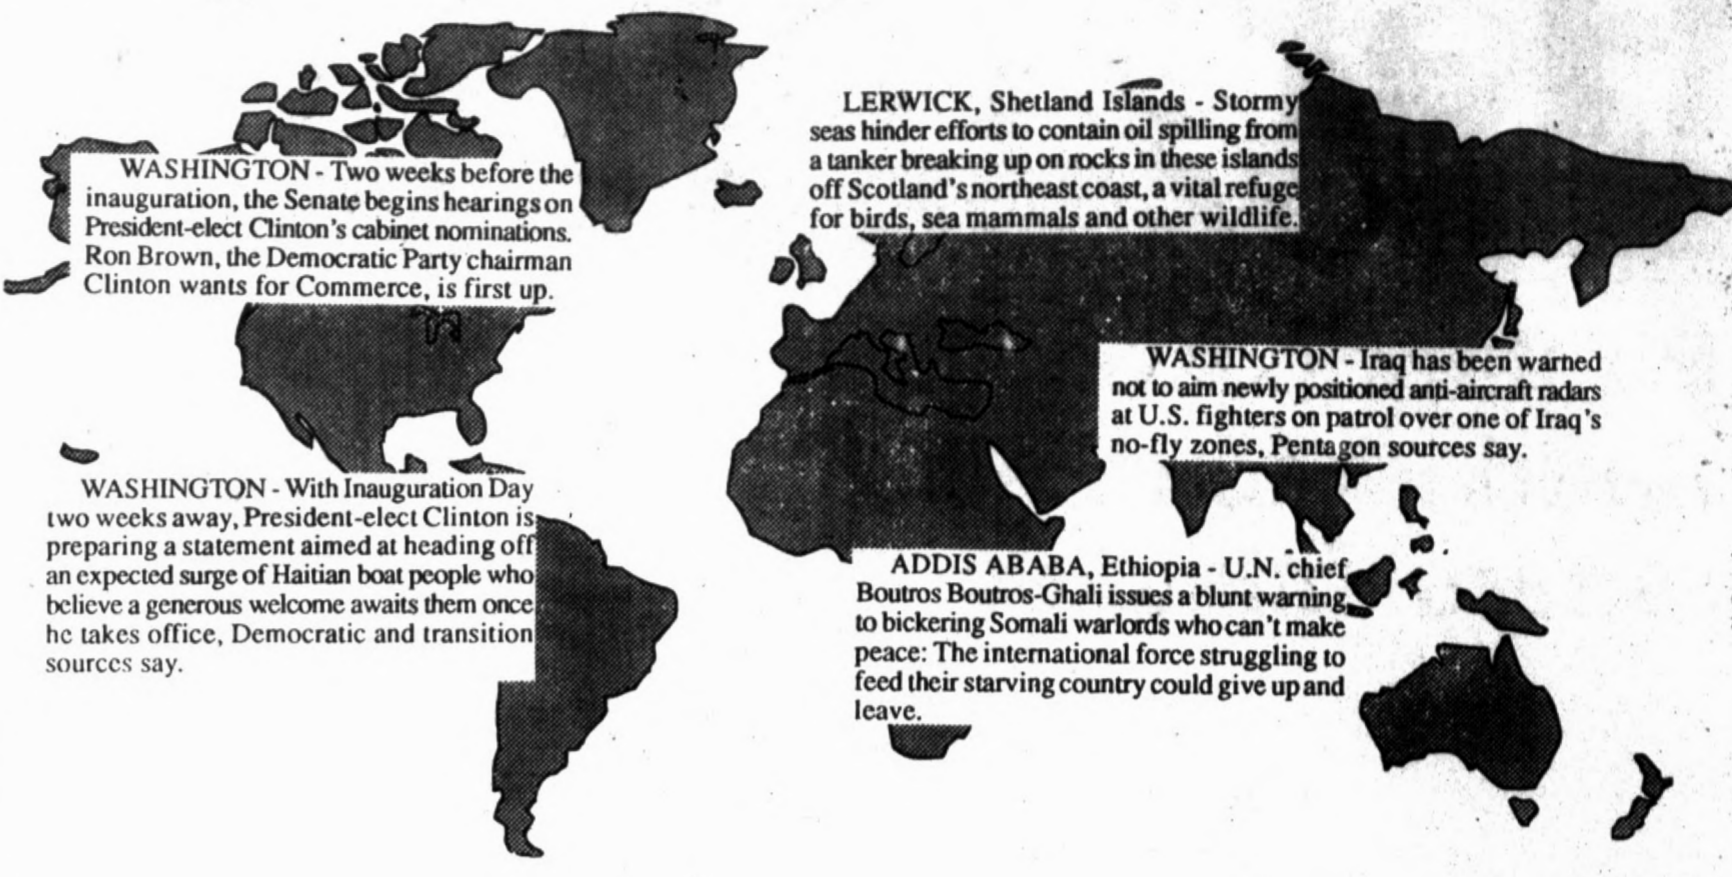 WASHINGTON - Two weeks before the
inauguration, the Senate begins hearings on
President-elect Clinton's cabinet nominations.
Ron Brown, the Democratic Party chairman
Clinton wants for Commerce, is first up.
LERWICK, Shetland Islands - Stormy
seas hinder efforts to contain oil spilling from
a tanker breaking up on rocks in these islands
off Scotland's northeast coast, a vital refuge
for birds, sea mammals and other wildlife.
WASHINGTON - Iraq has been warned
not to aim newly positioned anti-aircraft radars
at U.S. fighters on patrol over one of Iraq's
no-fly zones, Pentagon sources say.
WASHINGTON - With Inauguration Day
two weeks away, President-elect Clinton is
preparing a statement aimed at heading off
an expected surge of Haitian boat people who
believe a generous welcome awaits them once
he takes office, Democratic and transition
sources say.
ADDIS ABABA, Ethiopia - U.N. chief
Boutros Boutros-Ghali issues a blunt warning
to bickering Somali warlords who can't make
peace: The international force struggling to
feed their starving country could give up and
leave.